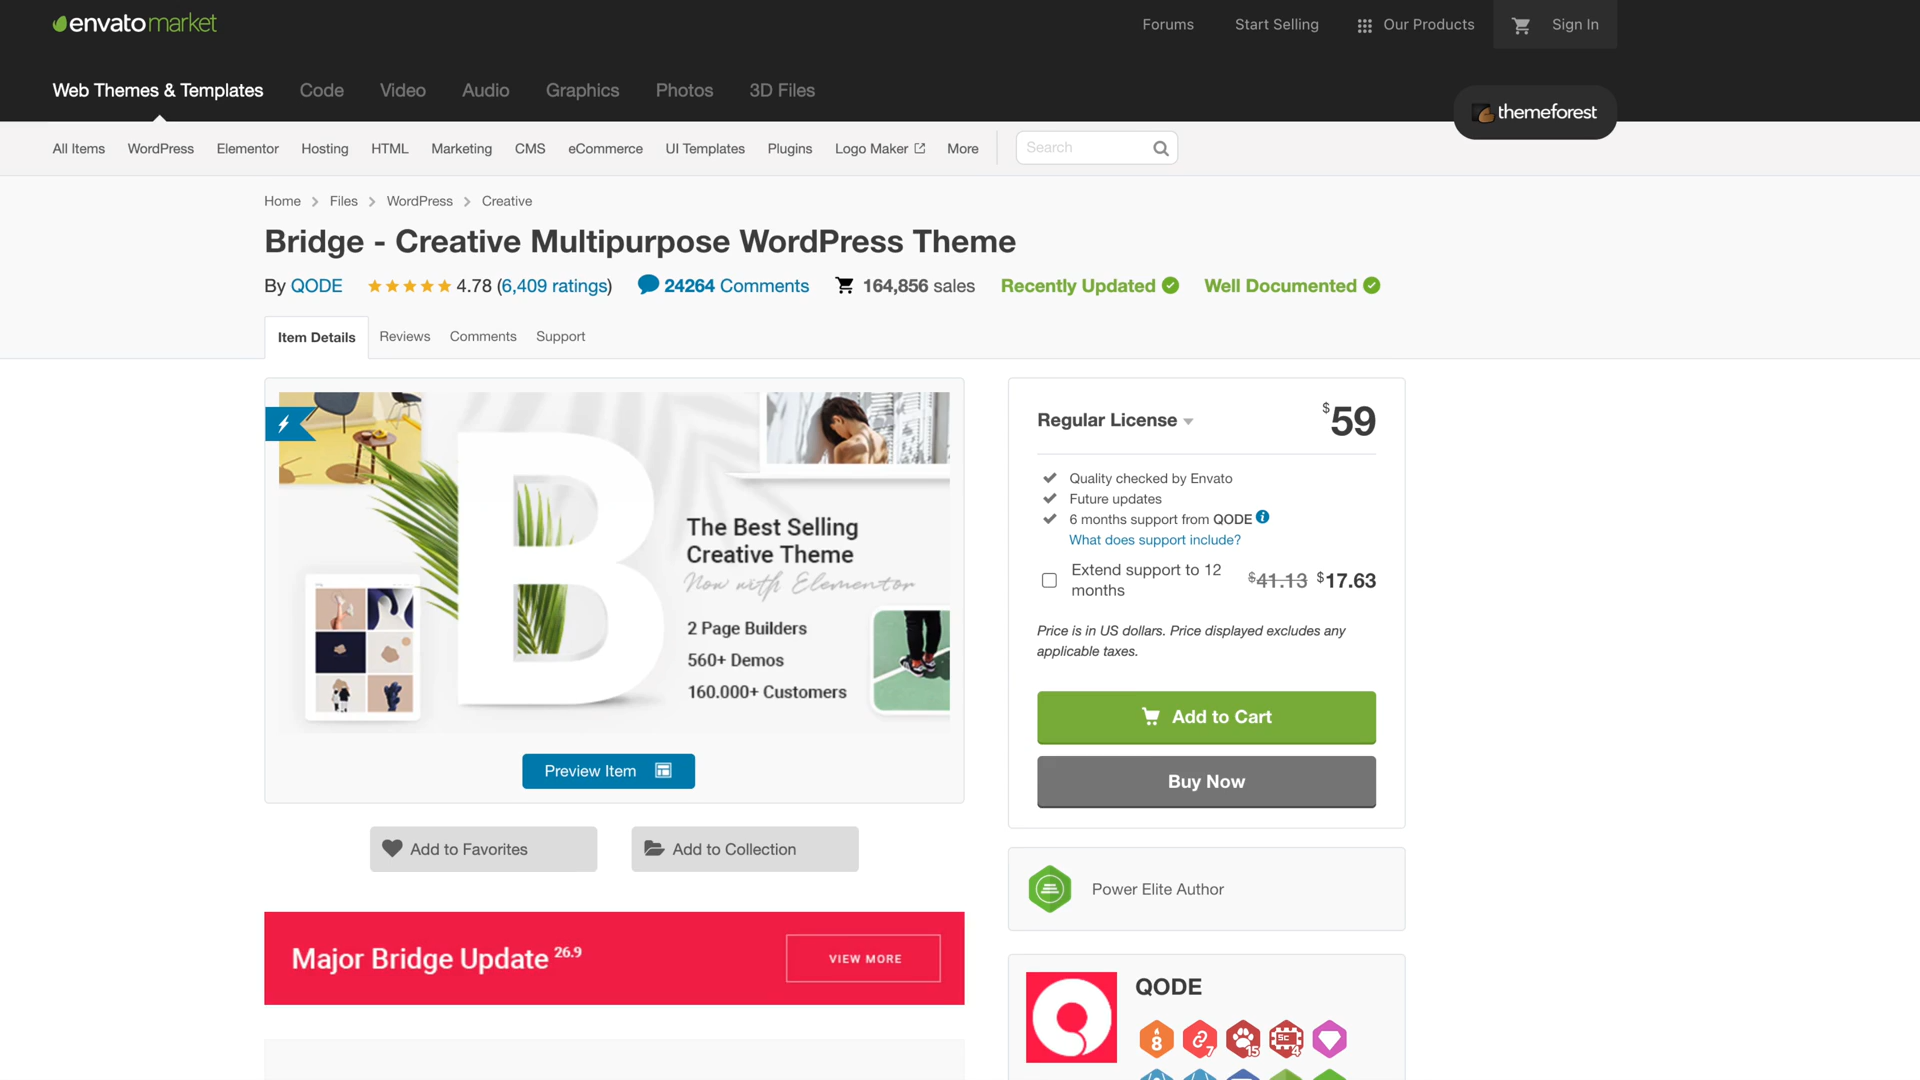 envato market
Forums
Start Selling
Our Products
Sign In
Web Themes & Templates
Code
Video
Audio
Graphics
Photos
3D Files
themeforest
All Items
WordPress
Elementor
Hosting
HTML
Marketing
CMS
eCommerce
UI Templates
Plugins
Logo Maker
More
Search
Home
Files
WordPress
Creative
Bridge - Creative Multipurpose WordPress Theme
By QODE
4.78 (6,409 ratings)
24264 Comments
164,856 sales
Recently Updated
Well Documented
Item Details
Reviews
Comments
Support
The Best Selling
Creative Theme
Now with Elementor
2 Page Builders
560+ Demos
160.000+ Customers
Preview Item
Add to Favorites
Add to Collection
Major Bridge Update 26.9
VIEW MORE
Regular License
$59
Quality checked by Envato
Future updates
6 months support from QODE
What does support include?
Extend support to 12
months
$41.13 $17.63
Price is in US dollars. Price displayed excludes any
applicable taxes.
Add to Cart
Buy Now
Power Elite Author
QODE
8
7
15
SC
4